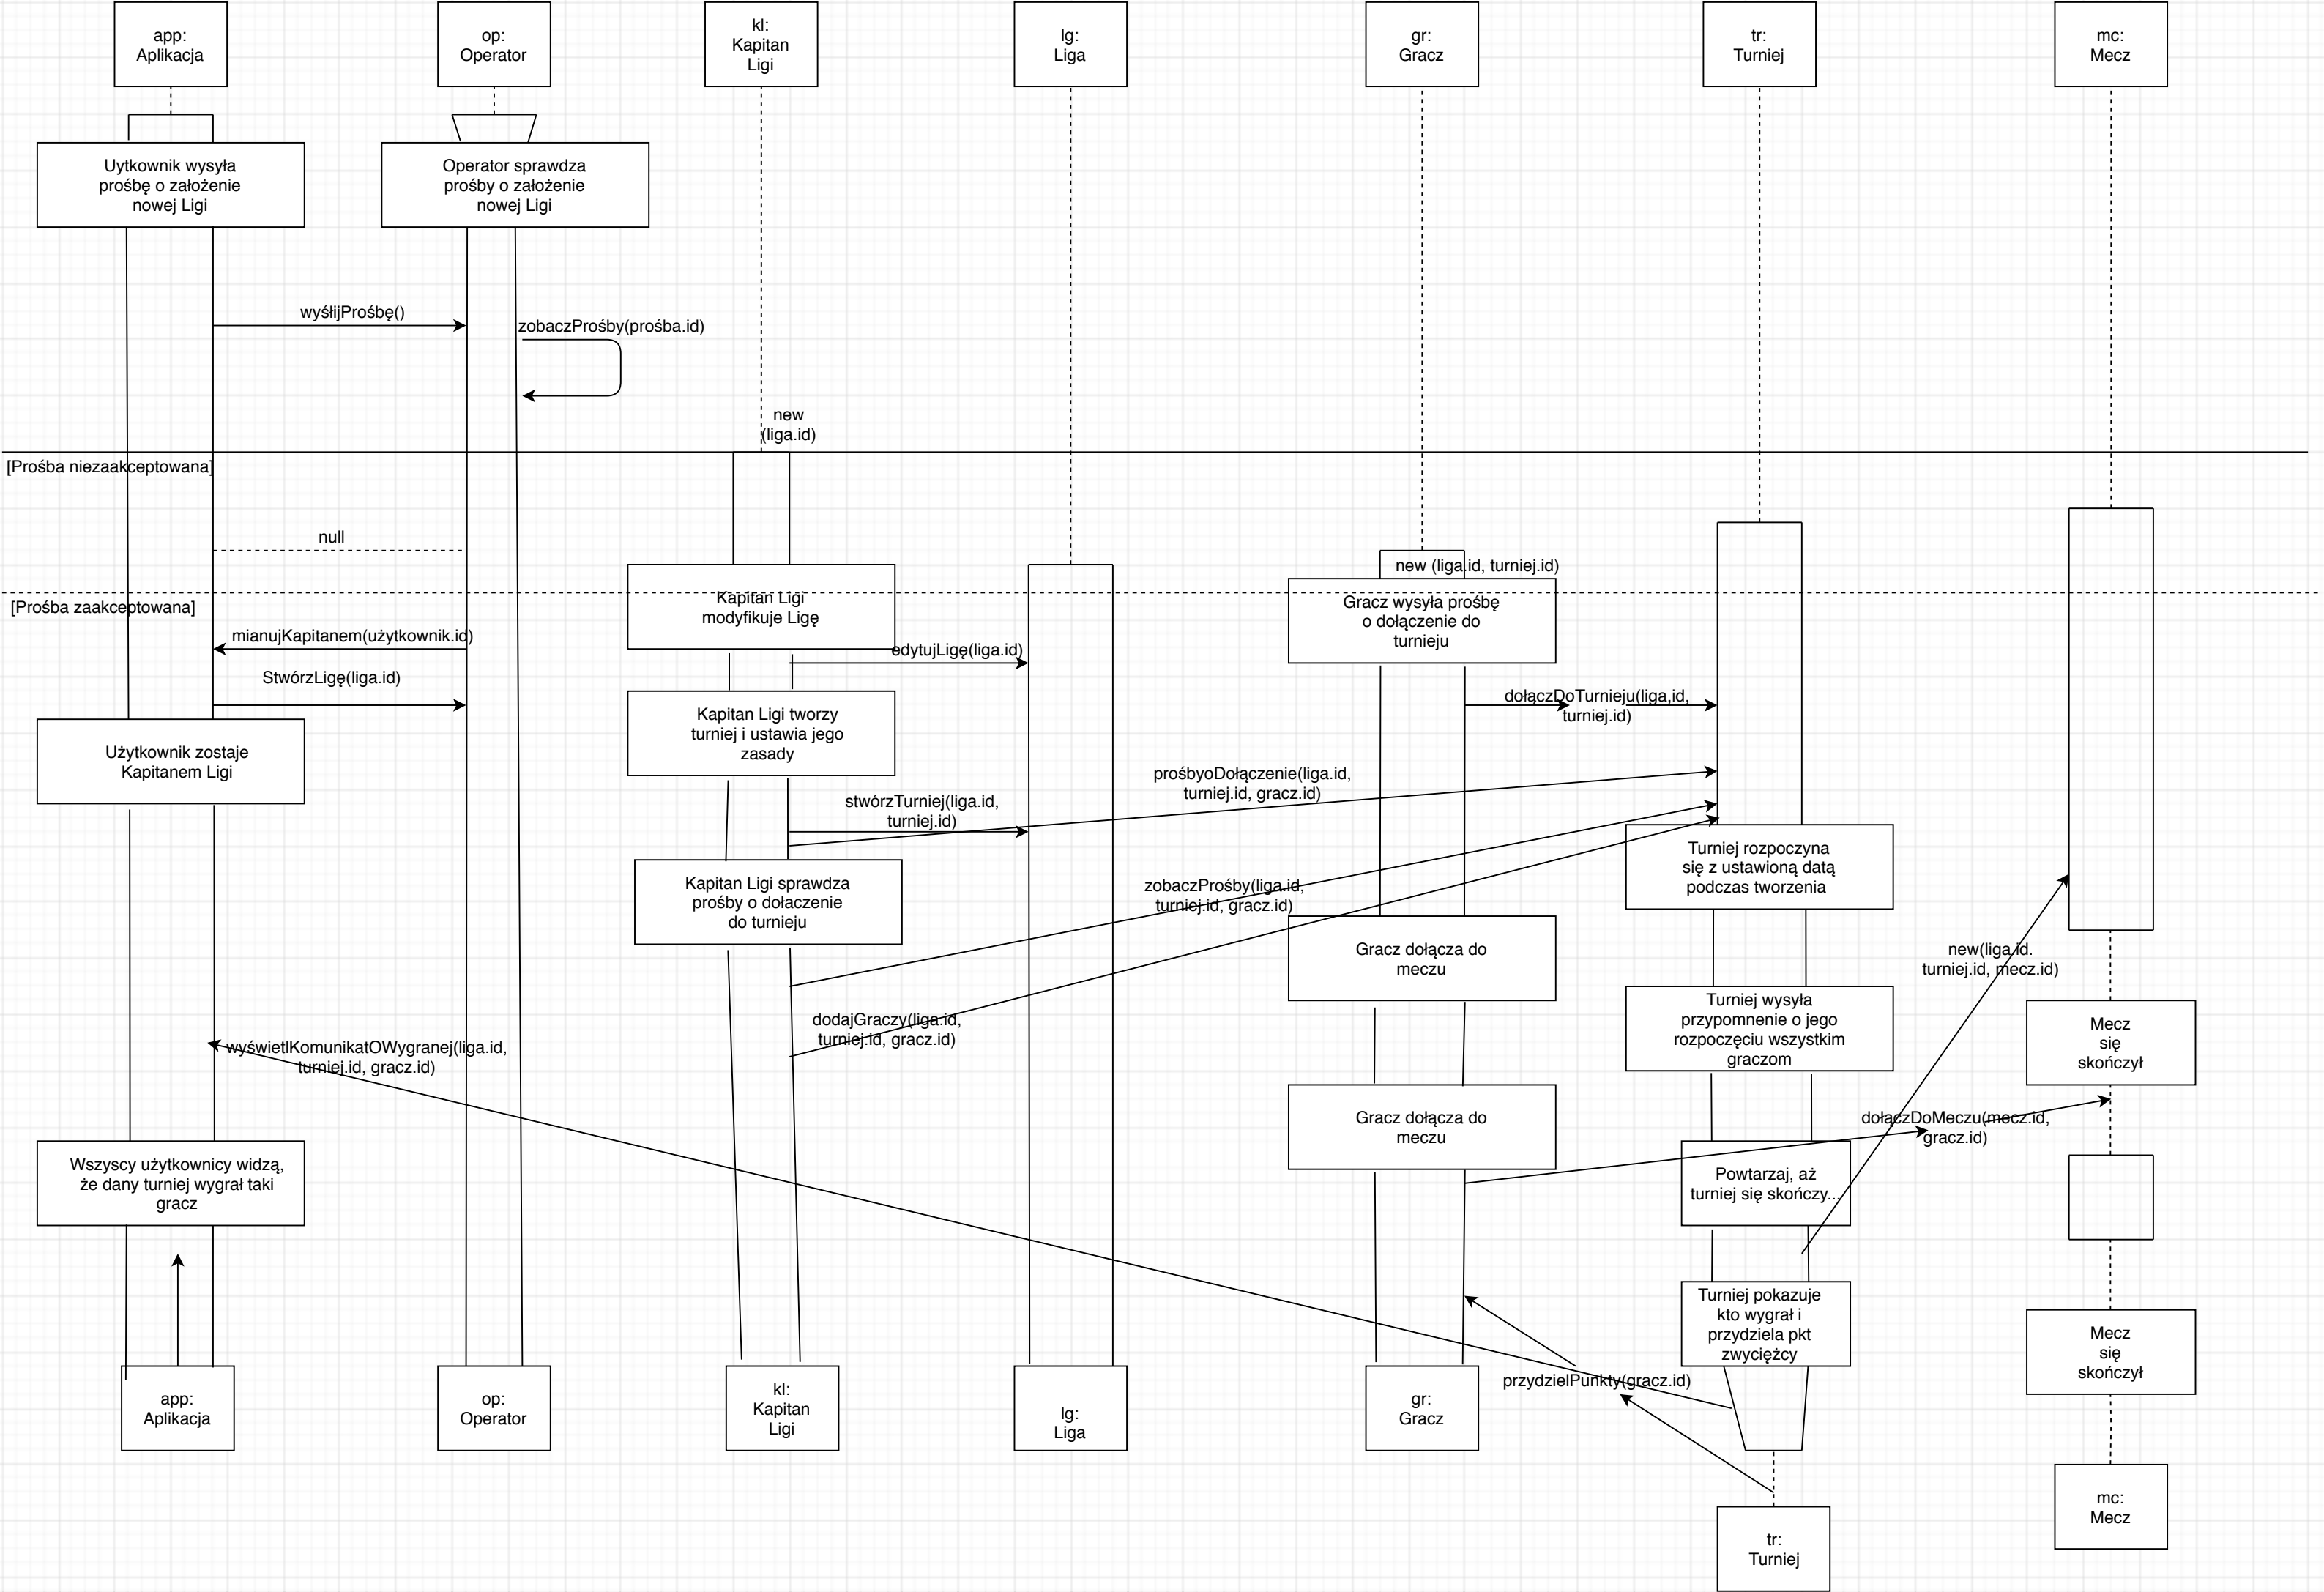 app:
Aplikacja
op:
Operator
kl:
Kapitan
Ligi
lg:
Liga
gr:
Gracz
tr:
Turniej
mc:
Mecz
Uytkownik wysyła
prośbę o założenie
nowej Ligi
Operator sprawdza
prośby o założenie
nowej Ligi
wyśłijProśbę()
zobaczProśby(prośba.id)
new
(liga.id)
[Prośba niezaakceptowana]
null
new (liga.id, turniej.id)
[Prośba zaakceptowana]
Kapitan Ligi
modyfikuje Ligę
Gracz wysyła prośbę
o dołączenie do
turnieju
mianujKapitanem(użytkownik.id)
edytujLigę(liga.id)
StwórzLigę(liga.id)
dołączDoTurnieju(liga,id,
turniej.id)
Kapitan Ligi tworzy
turniej i ustawia jego
zasady
Użytkownik zostaje
Kapitanem Ligi
prośbyoDołączenie(liga.id,
turniej.id, gracz.id)
stwórzTurniej(liga.id,
turniej.id)
Turniej rozpoczyna
się z ustawioną datą
podczas tworzenia
Kapitan Ligi sprawdza
prośby o dołaczenie
do turnieju
zobaczProśby(liga.id,
turniej.id, gracz.id)
Gracz dołącza do
meczu
new(liga.id.
turniej.id, mecz.id)
Turniej wysyła
przypomnenie o jego
rozpoczęciu wszystkim
graczom
Mecz
się
skończył
dodajGraczy(liga.id,
turniej.id, gracz.id)
wyświetlKomunikatOWygranej(liga.id,
turniej.id, gracz.id)
Gracz dołącza do
meczu
dołączDoMeczu(mecz.id,
gracz.id)
Wszyscy użytkownicy widzą,
że dany turniej wygrał taki
gracz
Powtarzaj, aż
turniej się skończy...
Turniej pokazuje
kto wygrał i
przydziela pkt
zwyciężcy
Mecz
się
skończył
przydzielPunkty(gracz.id)
app:
Aplikacja
op:
Operator
kl:
Kapitan
Ligi
lg:
Liga
gr:
Gracz
mc:
Mecz
tr:
Turniej